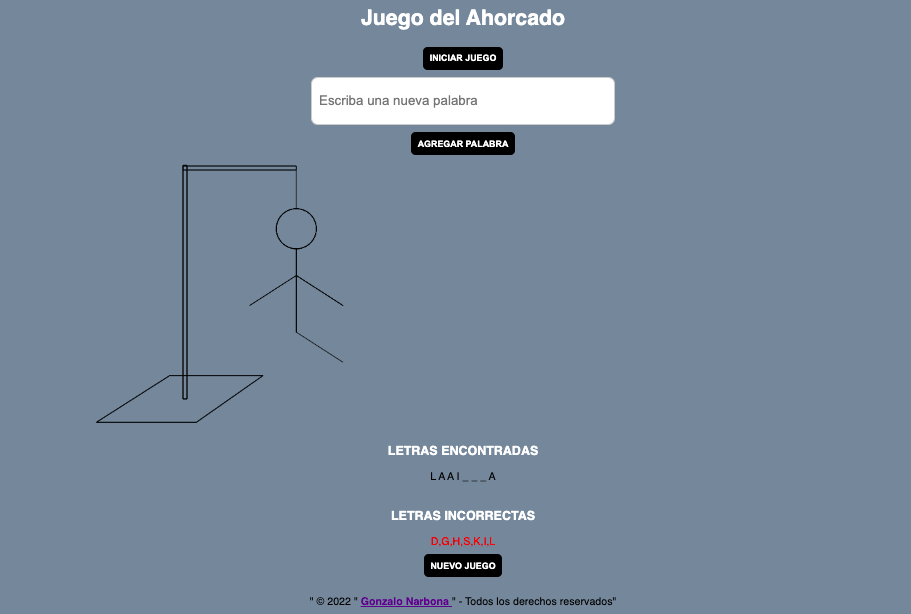 Juego del Ahorcado
INICIAR JUEGO
Escriba una nueva palabra
AGREGAR PALABRA
LETRAS ENCONTRADAS
L A A I _ _ _ A
LETRAS INCORRECTAS
D,G,H,S,K,I,L
NUEVO JUEGO
" © 2022 " Gonzalo Narbona " - Todos los derechos reservados"